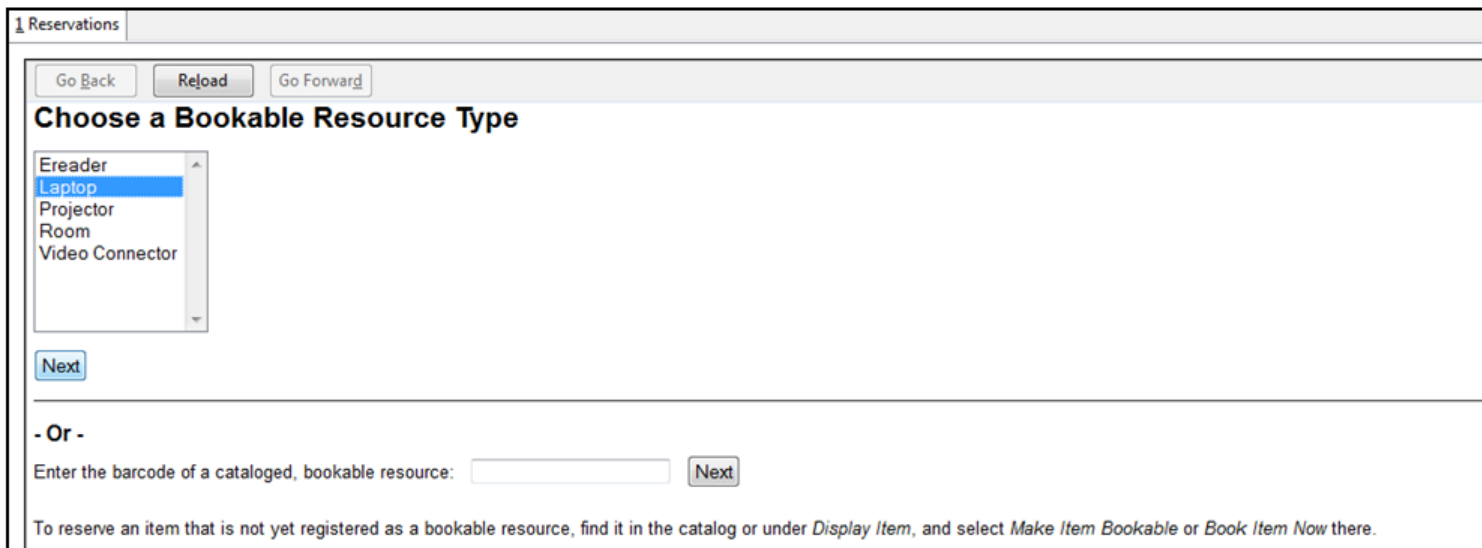 1 Reservations
Go Back Reload Go Forward
Choose a Bookable Resource Type
Ereader
Laptop
Projector
Room
Video Connector
Next
- Or -
Enter the barcode of a cataloged, bookable resource: Next
To reserve an item that is not yet registered as a bookable resource, find it in the catalog or under Display Item, and select Make Item Bookable or Book Item Now there.